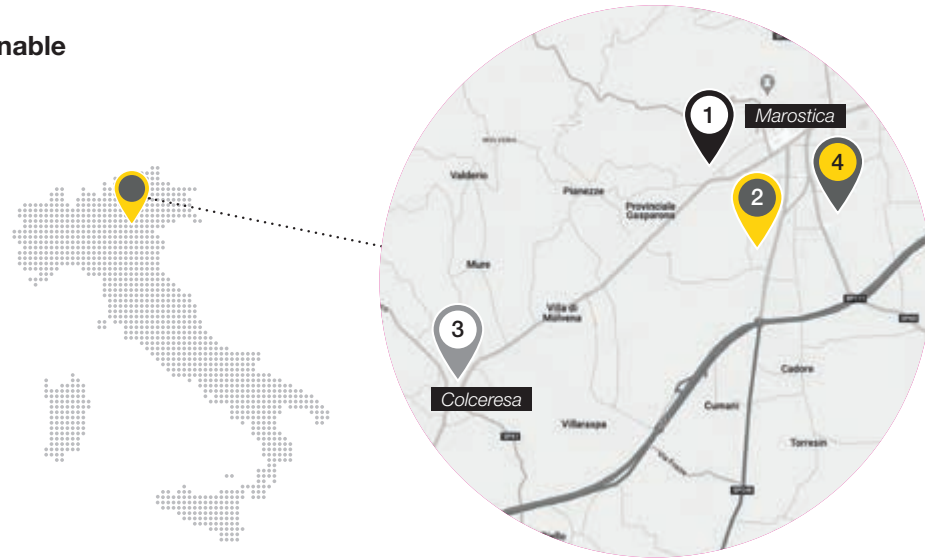 nable
1
Marostica
4
2
Valderio
Pianezze
Provinciale
Gasparona
Mure
Villa di
Molvena
3
Colceresa
Cadore
Cumani
Villaraspa
Torresin